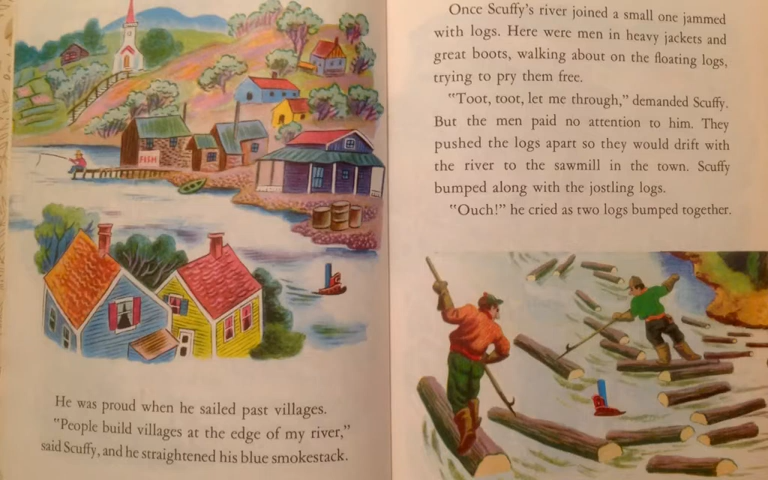 FISH
He was proud when he sailed past villages.
"People build villages at the edge of my river,"
said Scuffy, and he straightened his blue smokestack.
Once Scuffy's river joined a small one jammed
with logs. Here were men in heavy jackets and
great boots, walking about on the floating logs,
trying to pry them free.
"Toot, toot, let me through," demanded Scuffy.
But the men paid no attention to him. They
pushed the logs apart so they would drift with
the river to the sawmill in the town. Scuffy
bumped along with the jostling logs.
"Ouch!" he cried as two logs bumped together.